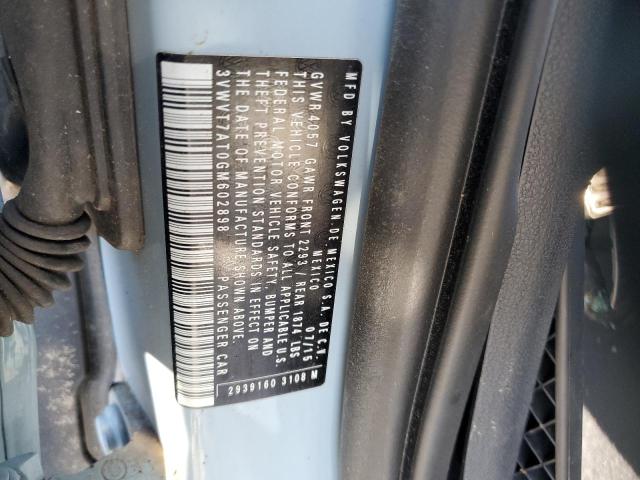 MFD BY VOLKSWAGEN DE MEXICO S.A. DE C.V.
MEXICO 07/15
GVWR 4057 GAWR FRONT 2293 / REAR 1874 LBS
THIS VEHICLE CONFORMS TO ALL APPLICABLE U.S.
FEDERAL MOTOR VEHICLE SAFETY, BUMPER AND
THEFT PREVENTION STANDARDS IN EFFECT ON
THE DATE OF MANUFACTURE SHOWN ABOVE.
3VWVT7AT0GM602898 PASSENGER CAR
2939160 3108 M